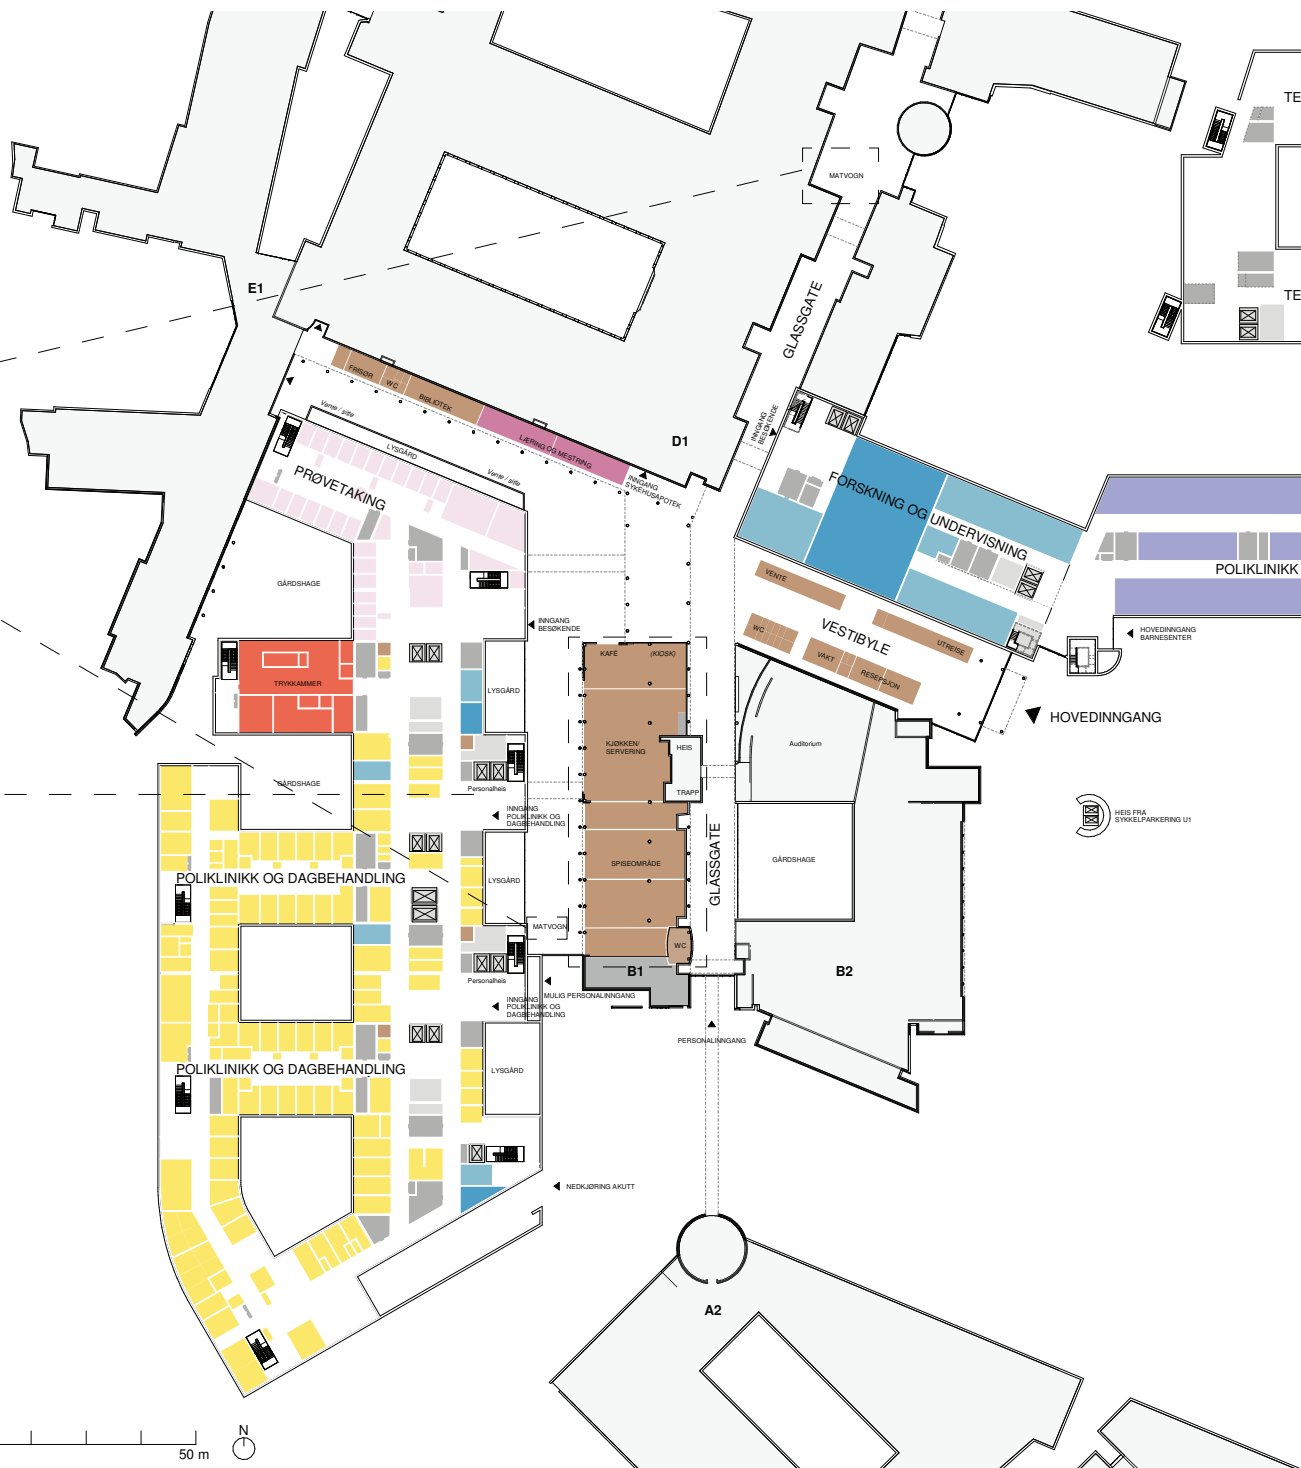 TE
MATVOGN
E1
TE
GLASSGATE
FRISØR
WC
BIBLIOTEK
Vente / sitte
INNGANG
BESØKENDE
D1
LÆRING OG MESTRING
LYSGÅRD
Vente / sitte
INNGANG
SYKEHUSAPOTEK
PRØVETAKING
FORSKNING OG UNDERVISNING
POLIKLINIKK
GÅRDSHAGE
VENTE
INNGANG
BESØKENDE
WC
VESTIBYLE
UTREISE
HOVEDINNGANG
BARNESENTER
KAFÉ
(KIOSK)
VAKT
RESEPSJON
TRYKKAMMER
LYSGÅRD
HOVEDINNGANG
KJØKKEN/
SERVERING
HEIS
Auditorium
GÅRDSHAGE
Personalheis
TRAPP
INNGANG
POLIKLINIKK OG
DAGBEHANDLING
HEIS FRA
SYKKELPARKERING U1
GLASSGATE
SPISEOMRÅDE
GÅRDSHAGE
POLIKLINIKK OG DAGBEHANDLING
LYSGÅRD
MATVOGN
WC
B1
B2
Personalheis
MULIG PERSONALINNGANG
INNGANG
POLIKLINIKK OG
DAGBEHANDLING
PERSONALINNGANG
POLIKLINIKK OG DAGBEHANDLING
LYSGÅRD
NEDKJØRING AKUTT
A2
N
50 m